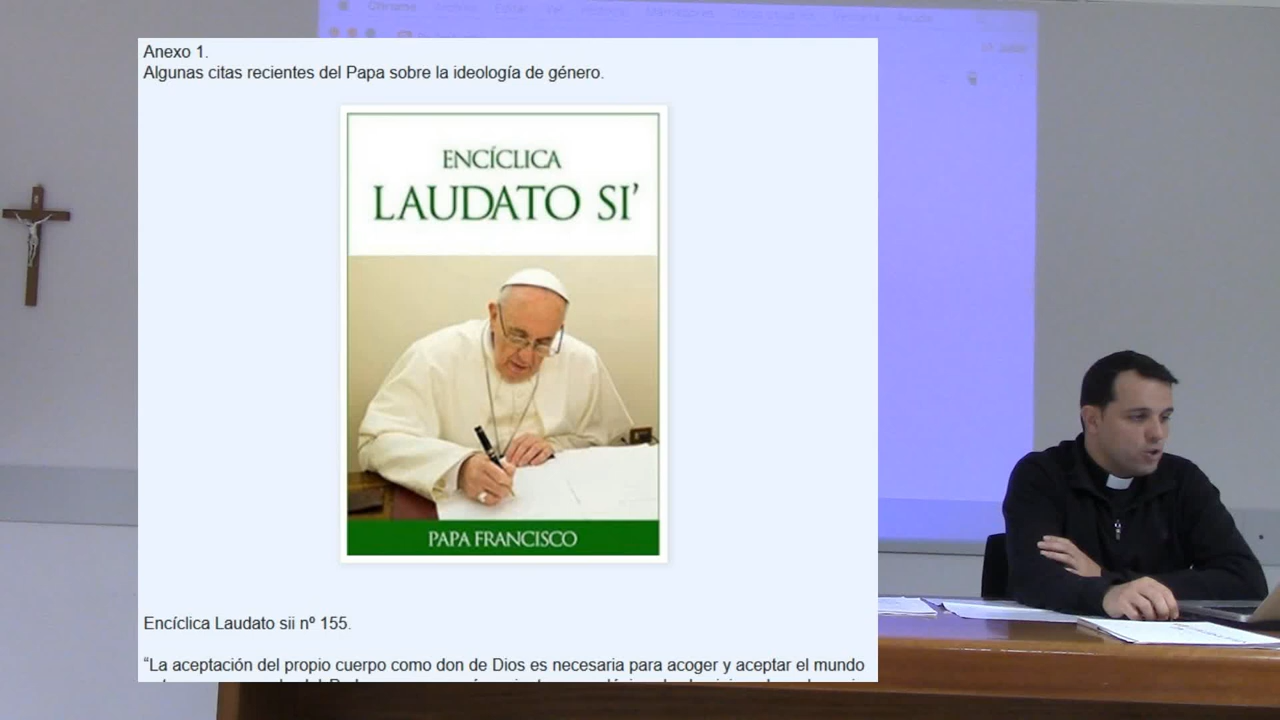 Chrome
Anexo 1.
Algunas citas recientes del Papa sobre la ideología de género.
ENCÍCLICA
LAUDATO SI’
PAPA FRANCISCO
Encíclica Laudato sii nº 155.
“La aceptación del propio cuerpo como don de Dios es necesaria para acoger y aceptar el mundo